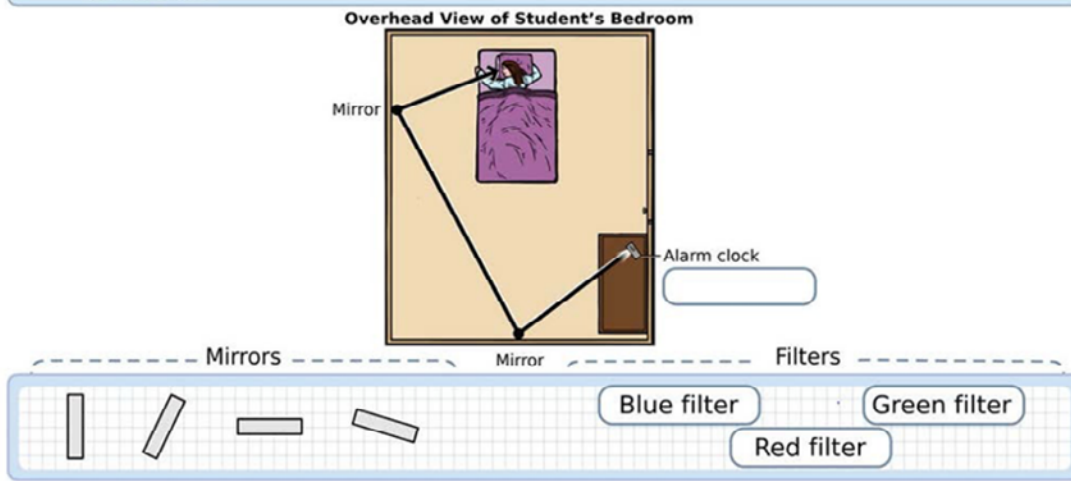 Overhead View of Student's Bedroom
Mirror
Alarm clock
Mirror
Mirrors
Filters
Blue filter
Green filter
Red filter